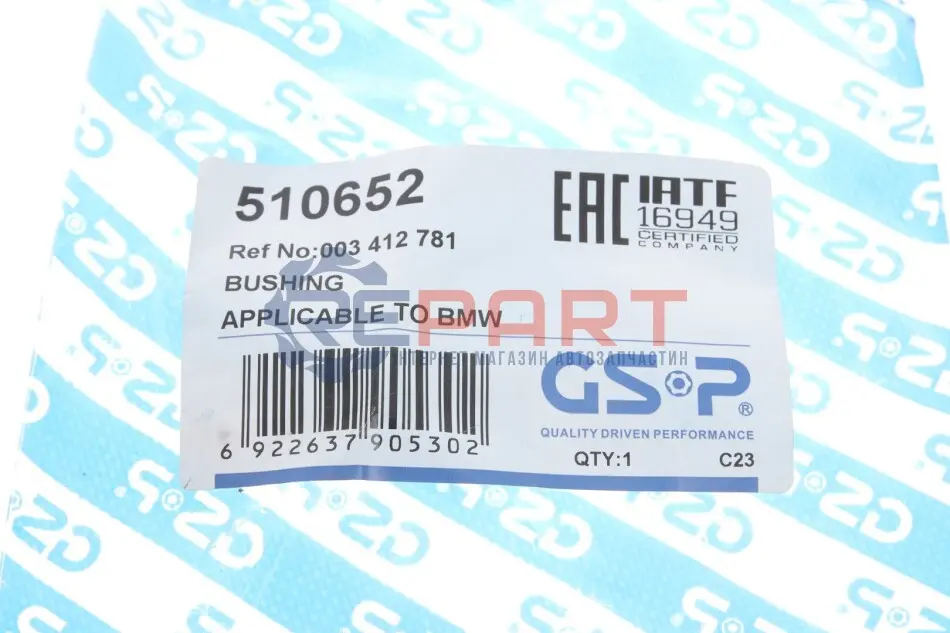 510652
EAC
IATF
16949
CERTIFIED
COMPANY
Ref No:003 412 781
BUSHING
APPLICABLE TO BMW
REPART
ІНТЕРНЕТ МАГАЗИН АВТОЗАПЧАСТИН
6 922637 905302
GSP®
QUALITY DRIVEN PERFORMANCE
QTY:1 C23